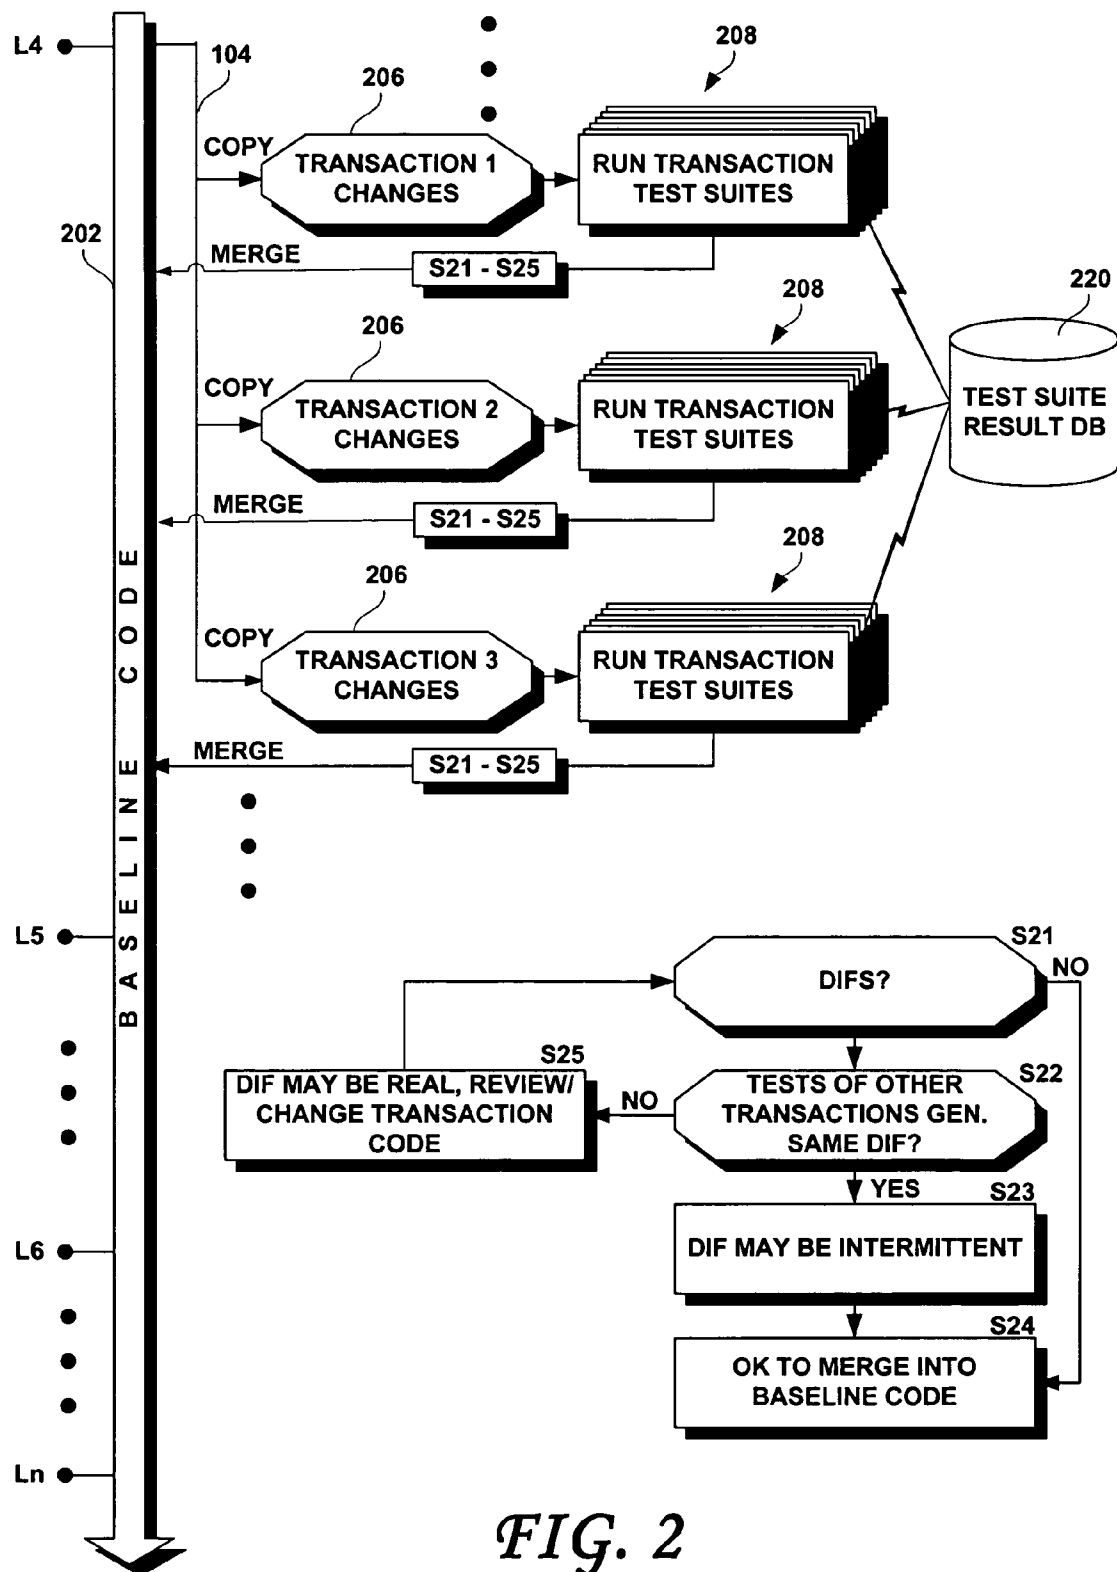 L4
104
206
208
COPY
TRANSACTION 1
CHANGES
RUN TRANSACTION
TEST SUITES
202
MERGE
S21 - S25
206
208
220
COPY
TRANSACTION 2
CHANGES
RUN TRANSACTION
TEST SUITES
TEST SUITE
RESULT DB
MERGE
S21 - S25
206
208
COPY
TRANSACTION 3
CHANGES
RUN TRANSACTION
TEST SUITES
MERGE
S21 - S25
BASELINE CODE
L5
S21
DIFS?
NO
S25
DIF MAY BE REAL, REVIEW/
CHANGE TRANSACTION
CODE
NO
S22
TESTS OF OTHER
TRANSACTIONS GEN.
SAME DIF?
YES
S23
DIF MAY BE INTERMITTENT
L6
S24
OK TO MERGE INTO
BASELINE CODE
Ln
FIG. 2